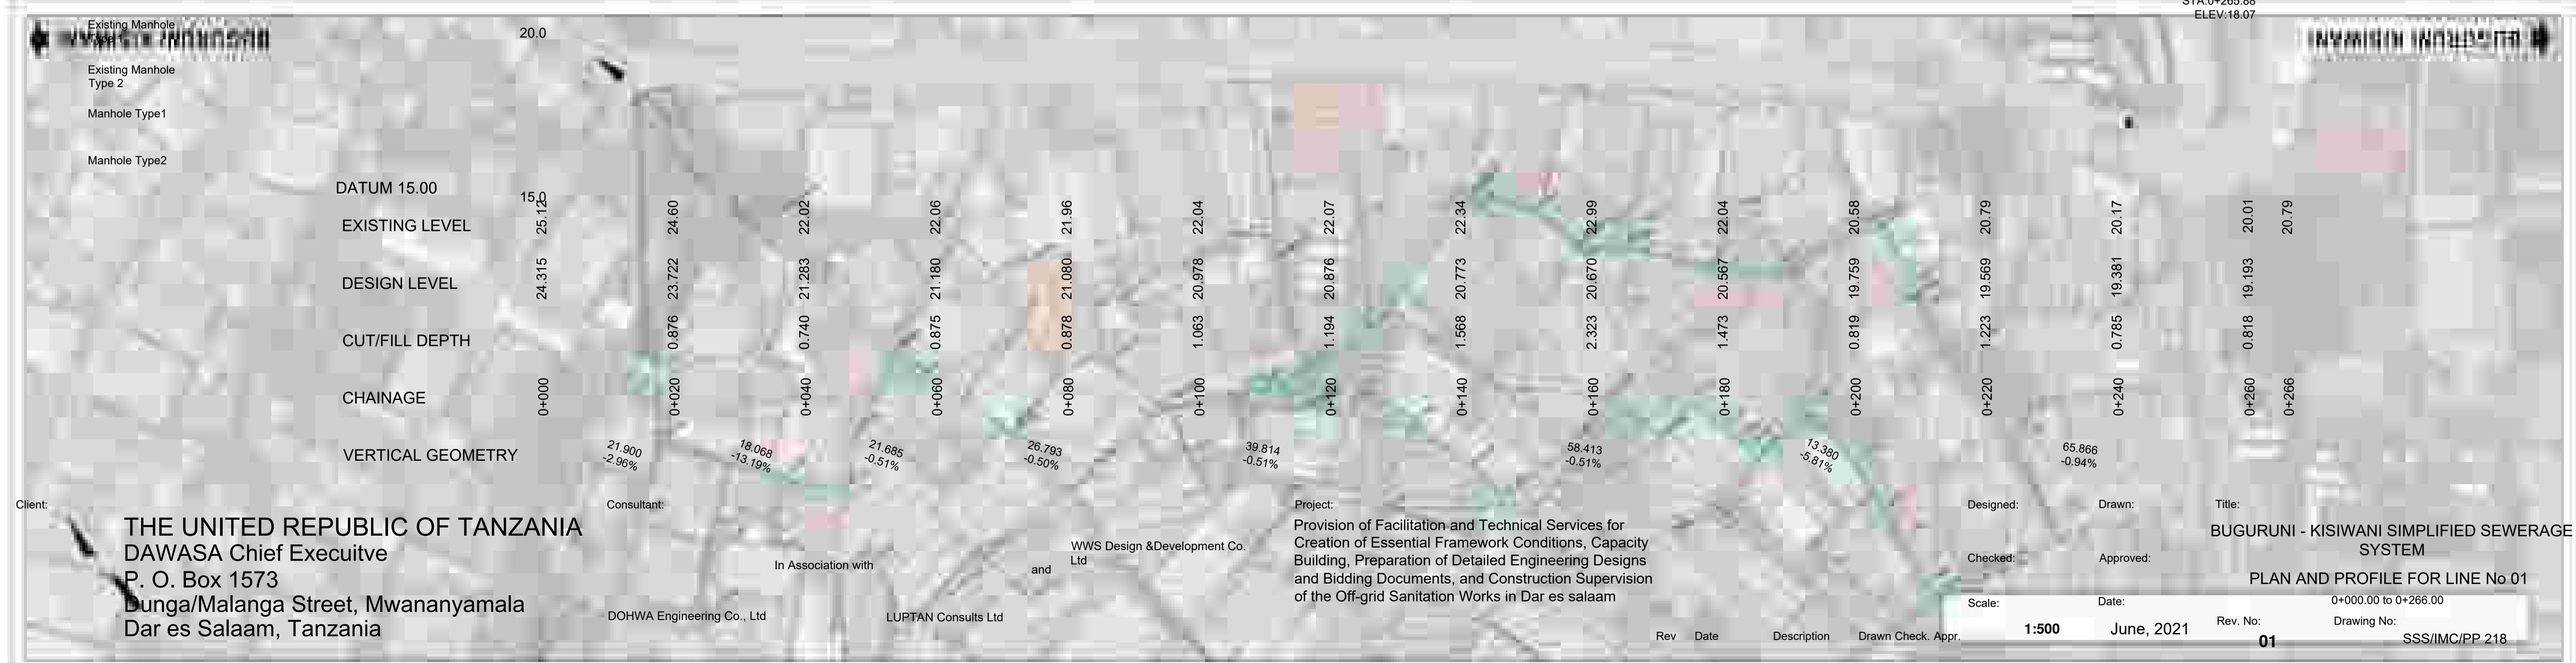 STA:0+265.88
ELEV:18.07
Existing Manhole
Type 1
Existing Manhole
Type 2
Manhole Type1
Manhole Type2
20.0
15.0
DATUM 15.00
EXISTING LEVEL 25.12 24.60 22.02 22.06 21.96 22.04 22.07 22.34 22.99 22.04 20.58 20.79 20.17 20.01 20.79
DESIGN LEVEL 24.315 23.722 21.283 21.180 21.080 20.978 20.876 20.773 20.670 20.567 19.759 19.569 19.381 19.193
CUT/FILL DEPTH 0.876 0.740 0.875 0.878 1.063 1.194 1.568 2.323 1.473 0.819 1.223 0.785 0.818
CHAINAGE 0+000 0+020 0+040 0+060 0+080 0+100 0+120 0+140 0+160 0+180 0+200 0+220 0+240 0+260 0+266
VERTICAL GEOMETRY
21.900
-2.96%
18.068
-13.19%
21.685
-0.51%
26.793
-0.50%
39.814
-0.51%
58.413
-0.51%
13.380
-5.81%
65.866
-0.94%
Client:
THE UNITED REPUBLIC OF TANZANIA
DAWASA Chief Execuitve
P. O. Box 1573
Dunga/Malanga Street, Mwananyamala
Dar es Salaam, Tanzania
Consultant:
In Association with
DOHWA Engineering Co., Ltd
LUPTAN Consults Ltd
and
WWS Design &Development Co.
Ltd
Project:
Provision of Facilitation and Technical Services for
Creation of Essential Framework Conditions, Capacity
Building, Preparation of Detailed Engineering Designs
and Bidding Documents, and Construction Supervision
of the Off-grid Sanitation Works in Dar es salaam
Rev Date Description Drawn Check. Appr.
Designed: Drawn:
Checked: Approved:
Scale: Date:
1:500 June, 2021
Title:
BUGURUNI - KISIWANI SIMPLIFIED SEWERAGE
SYSTEM
PLAN AND PROFILE FOR LINE No 01
0+000.00 to 0+266.00
Rev. No: Drawing No:
01 SSS/IMC/PP 218